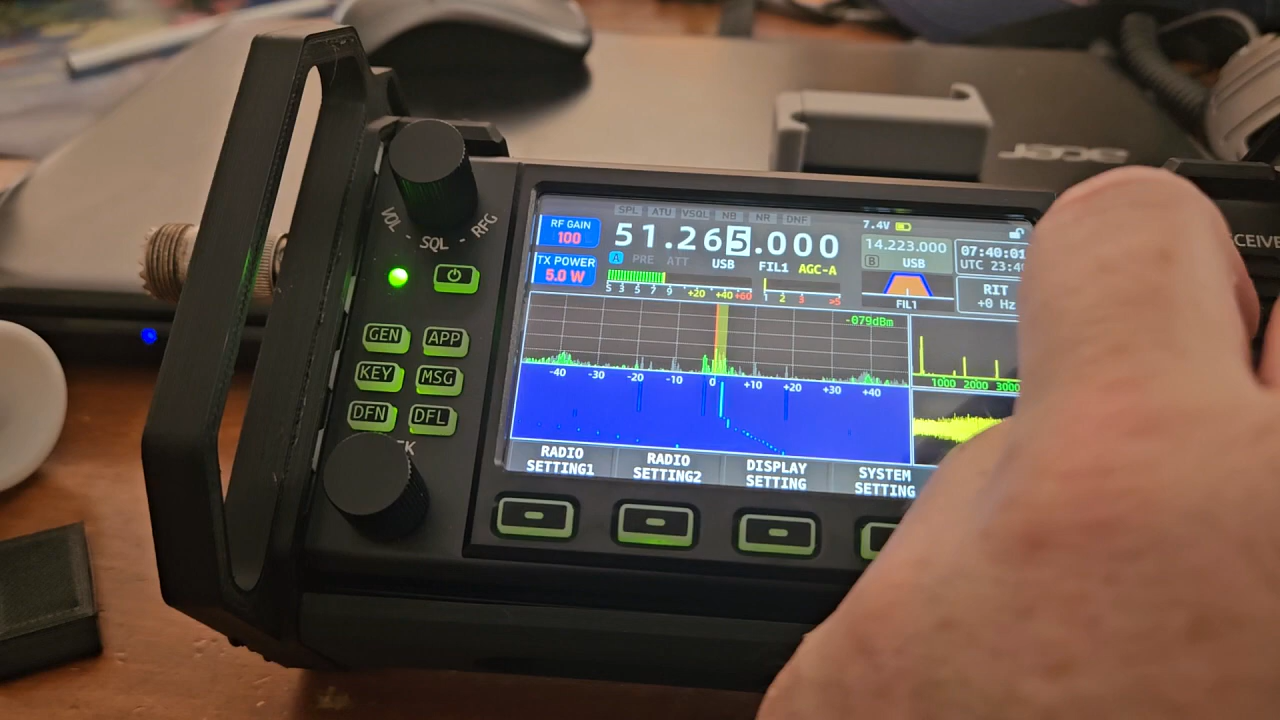 acer
CEIVE
VOL - SQL - RFG
GEN
APP
KEY
MSG
DFN
DFL
SPL ATU VSQL NB NR DNF
RF GAIN
100
51.265.000
7.4V
A PRE ATT USB FIL1 AGC-A
TX POWER
5.0 W
S 1 3 5 7 9 +20 +40 +60
1 2 3 >5
14.223.000
B USB
FIL1
07:40:01
UTC 23:4
RIT
+0 Hz
-079dBm
-40 -30 -20 -10 0 +10 +20 +30 +40
1000 2000 3000
RADIO
SETTING1
RADIO
SETTING2
DISPLAY
SETTING
SYSTEM
SETTING